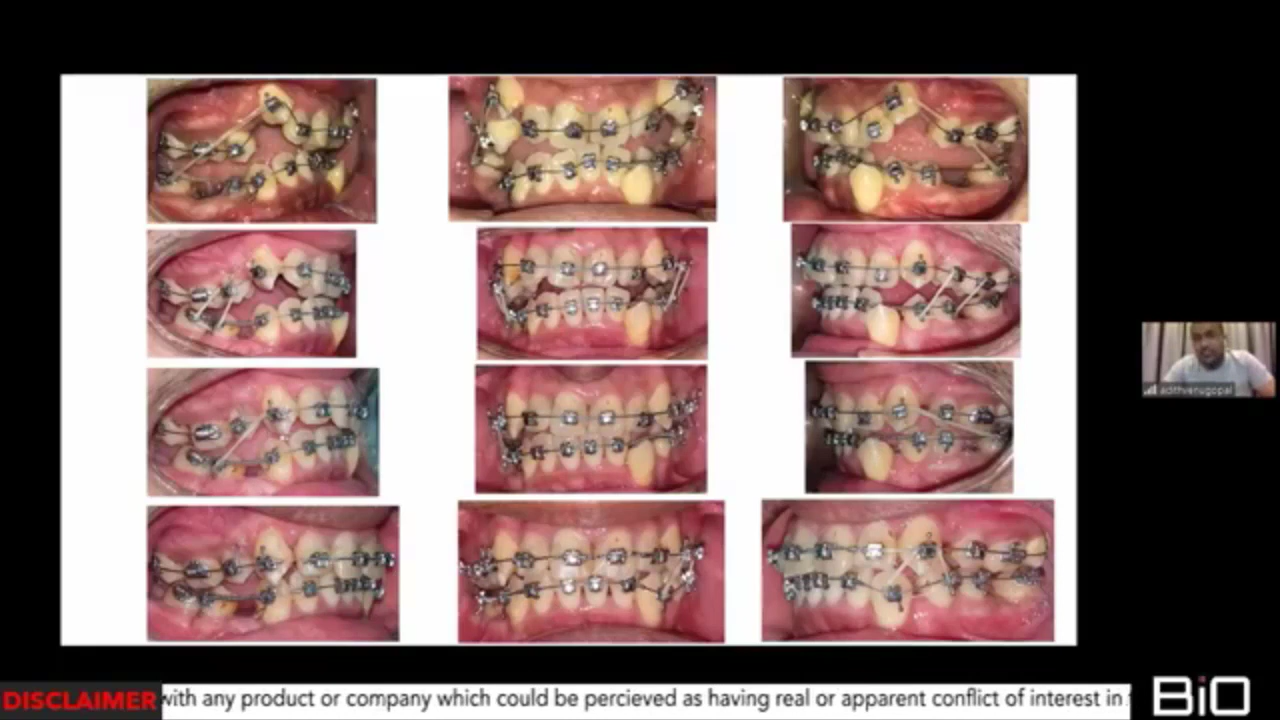 adithvenugopal
DISCLAIMER with any product or company which could be percieved as having real or apparent conflict of interest in
BiO